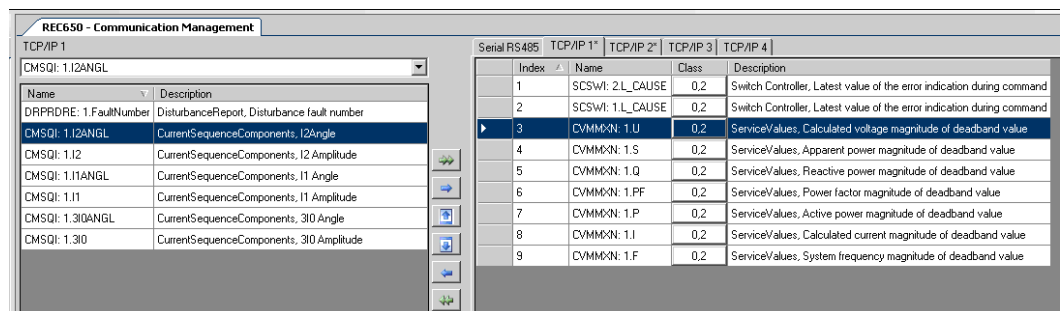 REC650 - Communication Management
TCP/IP 1
CMSQI: 1.I2ANGL
Name Description
DRPRDRE: 1.FaultNumber DisturbanceReport, Disturbance fault number
CMSQI: 1.I2ANGL CurrentSequenceComponents, I2Angle
CMSQI: 1.I2 CurrentSequenceComponents, I2 Amplitude
CMSQI: 1.I1ANGL CurrentSequenceComponents, I1 Angle
CMSQI: 1.I1 CurrentSequenceComponents, I1 Amplitude
CMSQI: 1.3I0ANGL CurrentSequenceComponents, 3I0 Angle
CMSQI: 1.3I0 CurrentSequenceComponents, 3I0 Amplitude
Serial RS485 TCP/IP 1* TCP/IP 2* TCP/IP 3 TCP/IP 4
Index Name Class Description
1 SCSWI: 2.L_CAUSE 0,2 Switch Controller, Latest value of the error indication during command
2 SCSWI: 1.L_CAUSE 0,2 Switch Controller, Latest value of the error indication during command
3 CVMMXN: 1.U 0,2 ServiceValues, Calculated voltage magnitude of deadband value
4 CVMMXN: 1.S 0,2 ServiceValues, Apparent power magnitude of deadband value
5 CVMMXN: 1.Q 0,2 ServiceValues, Reactive power magnitude of deadband value
6 CVMMXN: 1.PF 0,2 ServiceValues, Power factor magnitude of deadband value
7 CVMMXN: 1.P 0,2 ServiceValues, Active power magnitude of deadband value
8 CVMMXN: 1.I 0,2 ServiceValues, Calculated current magnitude of deadband value
9 CVMMXN: 1.F 0,2 ServiceValues, System frequency magnitude of deadband value